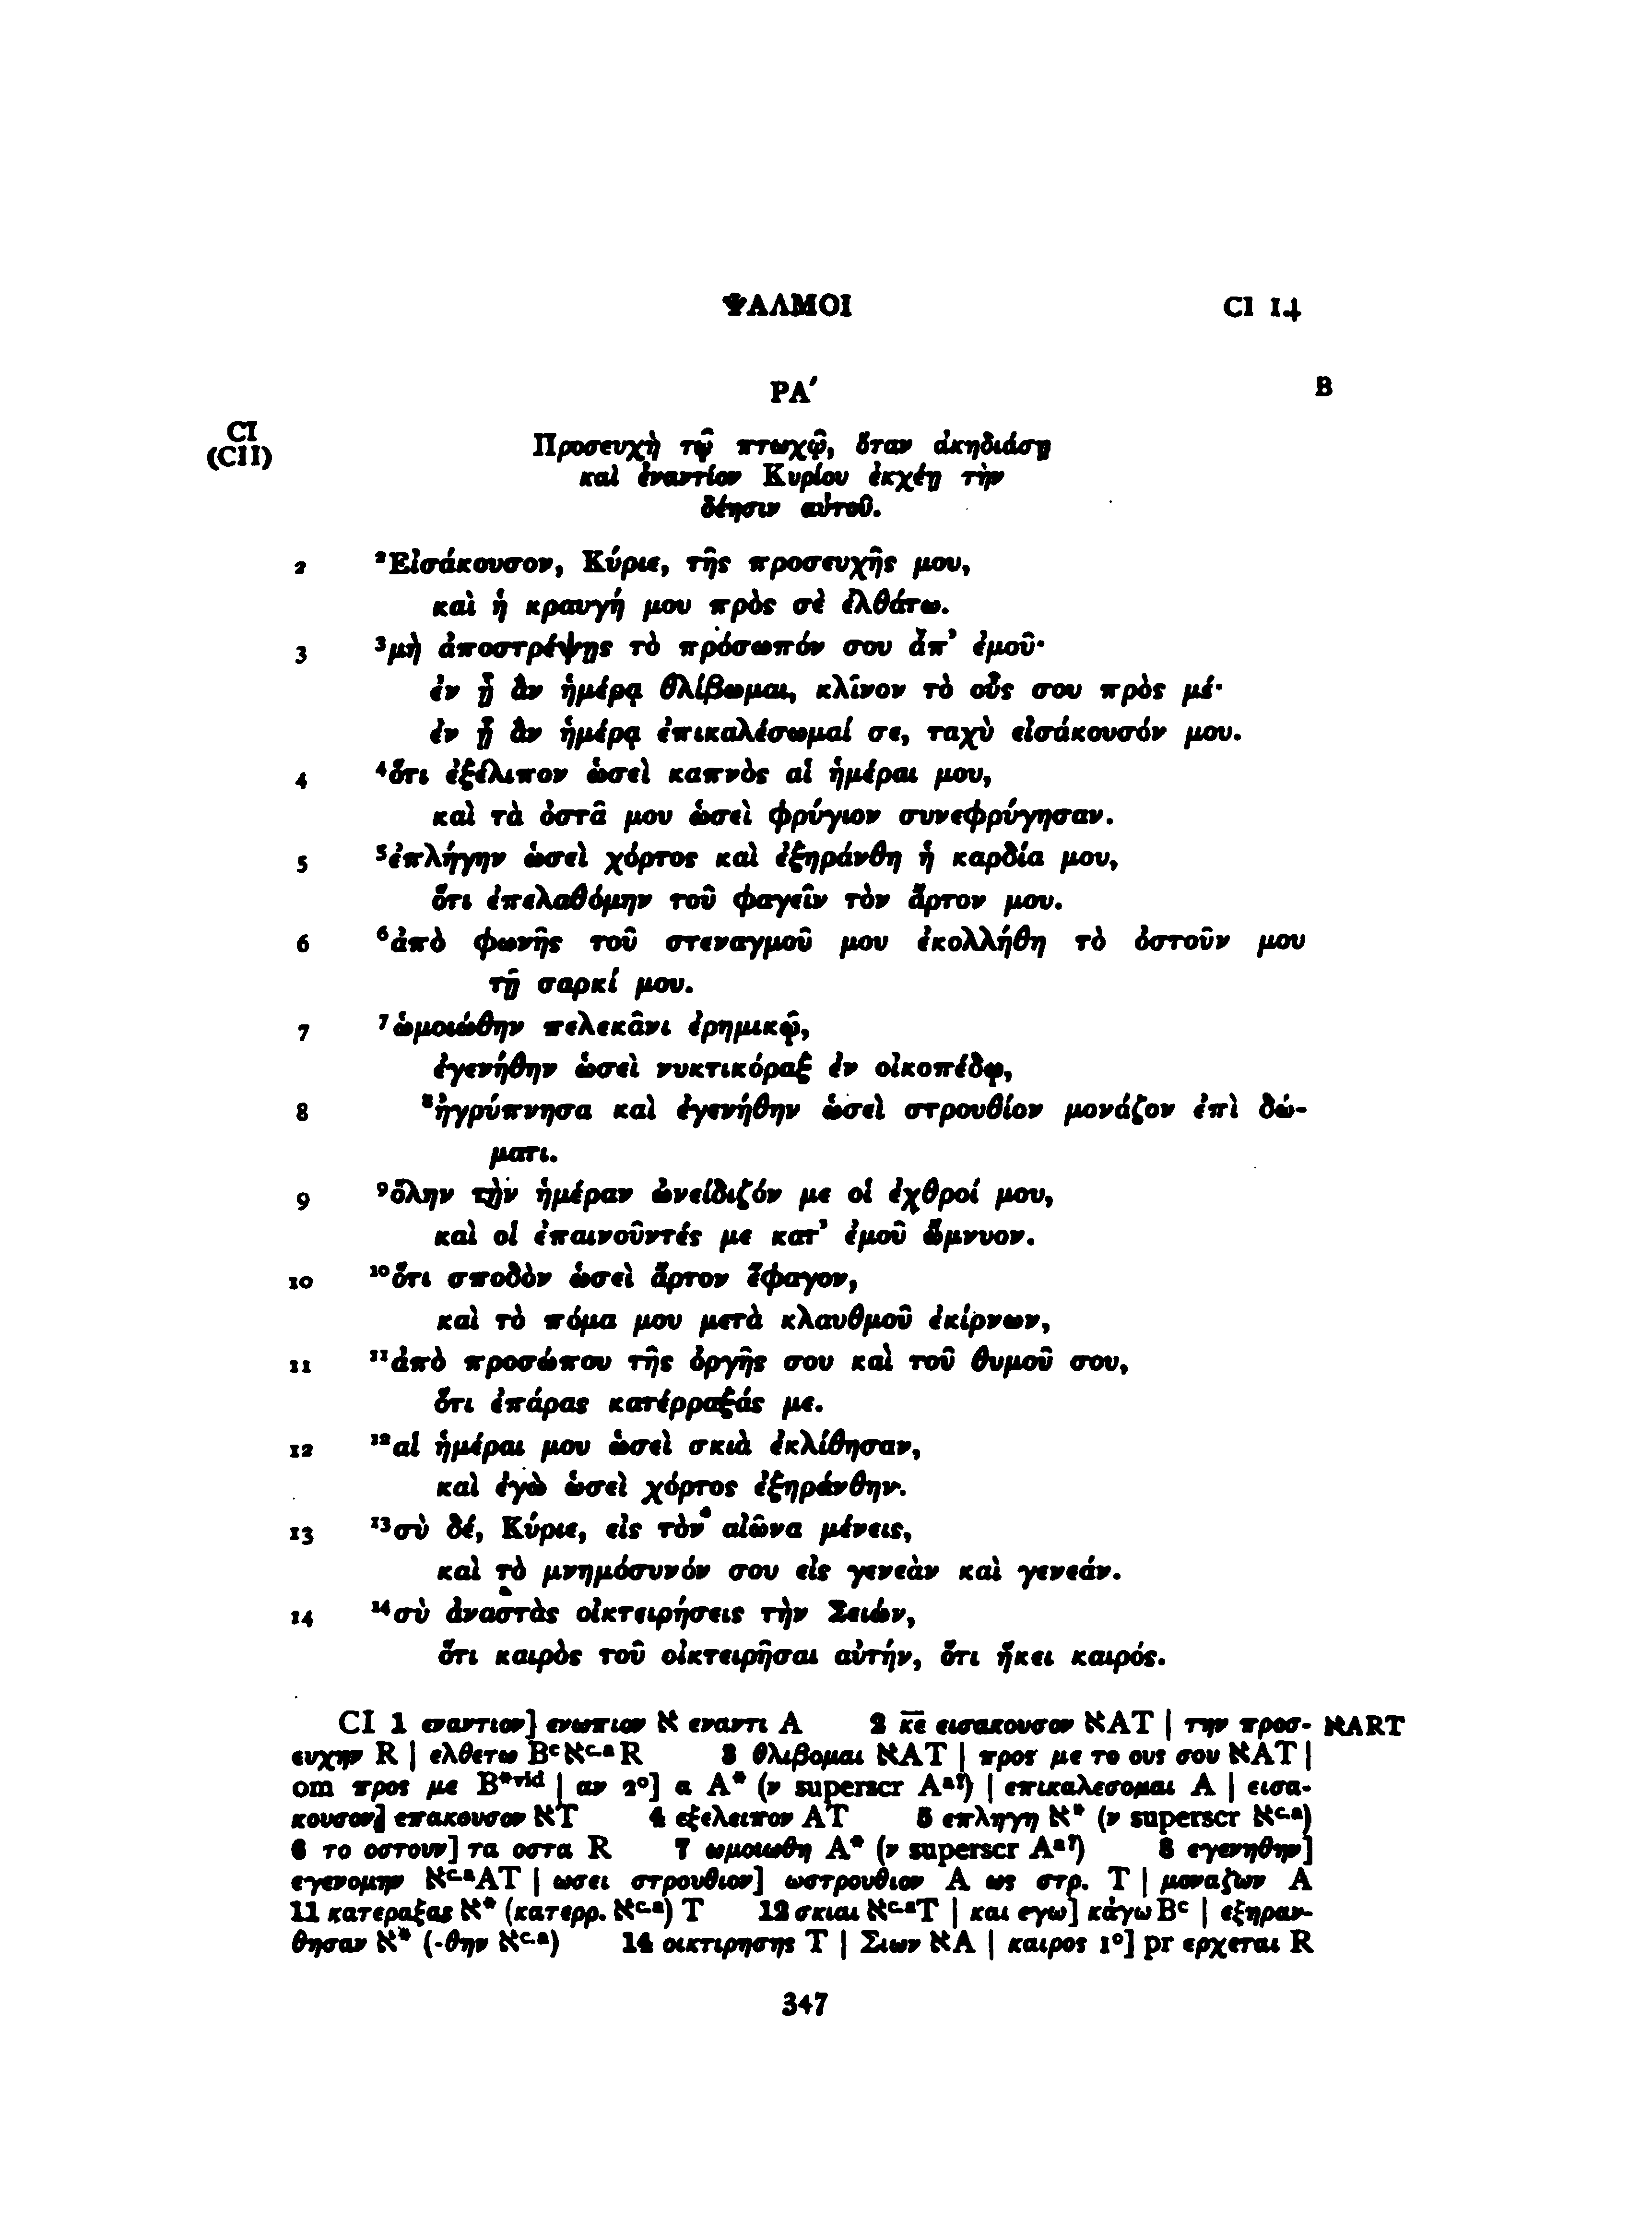 ΨΑΛΜΟΙ CI 14
ΡΑ′ B
CI
(CII)
Προσευχὴ τῷ πτωχῷ, ὅταν ἀκηδιάσῃ
καὶ ἐναντίον Κυρίου ἐκχέῃ τὴν
δέησιν αὐτοῦ.
2 ²Εἰσάκουσον, Κύριε, τῆς προσευχῆς μου,
καὶ ἡ κραυγή μου πρὸς σὲ ἐλθάτω.
3 ³μὴ ἀποστρέψῃς τὸ πρόσωπόν σου ἀπ᾽ ἐμοῦ·
ἐν ᾗ ἂν ἡμέρᾳ θλίβωμαι, κλῖνον τὸ οὖς σου πρὸς μέ·
ἐν ᾗ ἂν ἡμέρᾳ ἐπικαλέσωμαί σε, ταχὺ εἰσάκουσόν μου.
4 ⁴ὅτι ἐξέλιπον ὡσεὶ καπνὸς αἱ ἡμέραι μου,
καὶ τὰ ὀστᾶ μου ὡσεὶ φρύγιον συνεφρύγησαν.
5 ⁵ἐπλήγην ὡσεὶ χόρτος καὶ ἐξηράνθη ἡ καρδία μου,
ὅτι ἐπελαθόμην τοῦ φαγεῖν τὸν ἄρτον μου.
6 ⁶ἀπὸ φωνῆς τοῦ στεναγμοῦ μου ἐκολλήθη τὸ ὀστοῦν μου
τῇ σαρκί μου.
7 ⁷ὡμοιώθην πελεκᾶνι ἐρημικῷ,
ἐγενήθην ὡσεὶ νυκτικόραξ ἐν οἰκοπέδῳ,
8 ⁸ἠγρύπνησα καὶ ἐγενήθην ὡσεὶ στρουθίον μονάζον ἐπὶ δώ-
ματι.
9 ⁹ὅλην τὴν ἡμέραν ὠνείδιζόν με οἱ ἐχθροί μου,
καὶ οἱ ἐπαινοῦντές με κατ᾽ ἐμοῦ ὤμνυον.
10 ¹⁰ὅτι σποδὸν ὡσεὶ ἄρτον ἔφαγον,
καὶ τὸ πόμα μου μετὰ κλαυθμοῦ ἐκίρνων,
11 ¹¹ἀπὸ προσώπου τῆς ὀργῆς σου καὶ τοῦ θυμοῦ σου,
ὅτι ἐπάρας κατέρραξάς με.
12 ¹²αἱ ἡμέραι μου ὡσεὶ σκιὰ ἐκλίθησαν,
καὶ ἐγὼ ὡσεὶ χόρτος ἐξηράνθην.
13 ¹³σὺ δέ, Κύριε, εἰς τὸν αἰῶνα μένεις,
καὶ τὸ μνημόσυνόν σου εἰς γενεὰν καὶ γενεάν.
14 ¹⁴σὺ ἀναστὰς οἰκτειρήσεις τὴν Σειών,
ὅτι καιρὸς τοῦ οἰκτειρῆσαι αὐτήν, ὅτι ἥκει καιρός.
CI 1 εναντιον] ενωπιον א εναντι A 2 κε̅ εισακουσον אAT | την προσ- אART
ευχην R | ελθετω Bᶜאᶜ·ᵃR 3 θλιβομαι אAT | προς με το ους σου אAT |
om προς με B*ᵛⁱᵈ | αν 2º] α A* (ν superscr Aᵃ?) | επικαλεσομαι A | εισα-
κουσον] επακουσον אT 4 εξελειπον AT 5 επληγη א* (ν superscr אᶜ·ᵃ)
6 το οστουν] τα οστα R 7 ωμοιωθη A* (ν superscr Aᵃ?) 8 εγενηθην]
εγενομην אᶜ·ᵃAT | ωσει στρουθιον] ωστρουθιον A ως στρ. T | μοναζων A
11 κατεραξας א* (κατερρ. אᶜ·ᵃ) T 12 σκιαι אᶜ·ᵃT | και εγω] κἀγω Bᶜ | εξηραν-
θησαν א* (-θην אᶜ·ᵃ) 14 οικτιρησης T | Σιων אA | καιρος 1º] pr ερχεται R
347